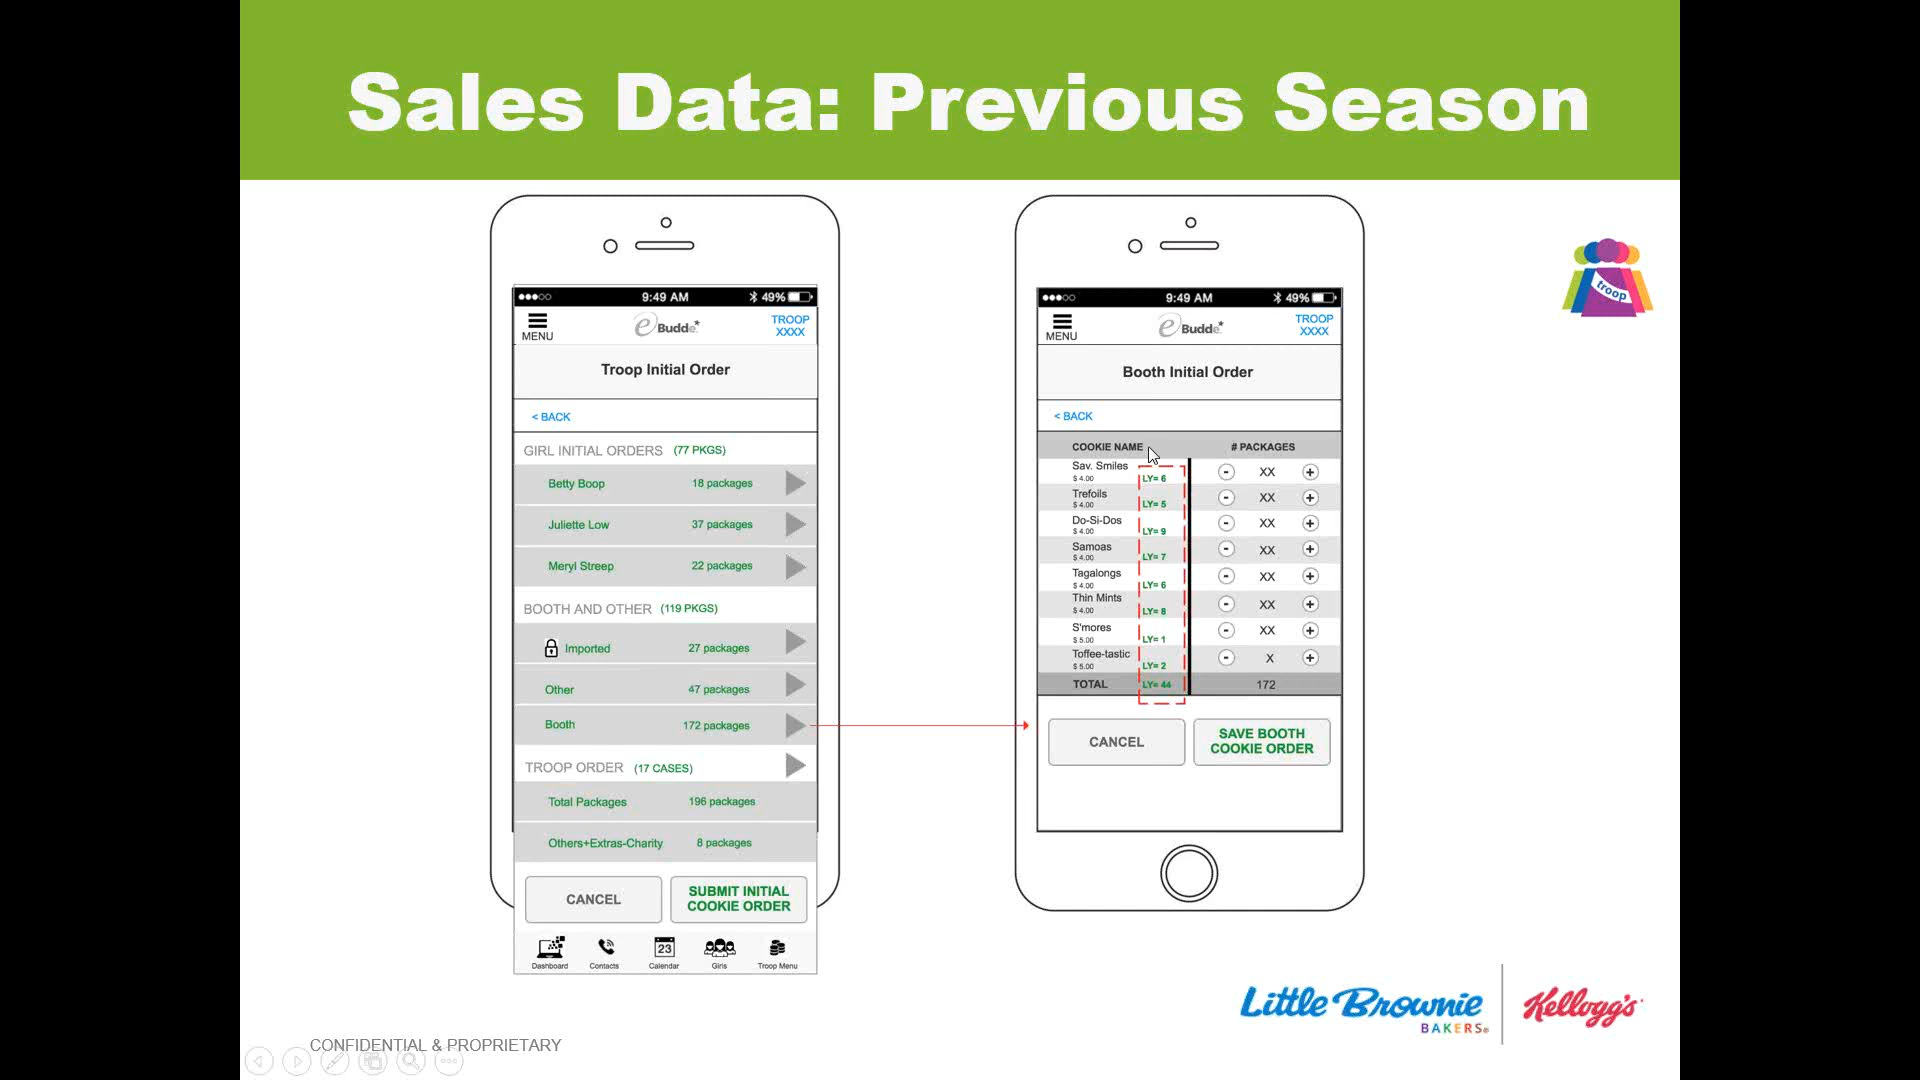 Sales Data: Previous Season
9:49 AM 49%
MENU
eBudde
TROOP
XXXX
Troop Initial Order
< BACK
GIRL INITIAL ORDERS (77 PKGS)
Betty Boop 18 packages
Juliette Low 37 packages
Meryl Streep 22 packages
BOOTH AND OTHER (119 PKGS)
Imported 27 packages
Other 47 packages
Booth 172 packages
TROOP ORDER (17 CASES)
Total Packages 196 packages
Others+Extras-Charity 8 packages
CANCEL
SUBMIT INITIAL
COOKIE ORDER
23
Dashboard Contacts Calendar Girls Troop Menu
9:49 AM 49%
MENU
eBudde
TROOP
XXXX
Booth Initial Order
< BACK
COOKIE NAME # PACKAGES
Sav. Smiles
$ 4.00 LY= 6 - XX +
Trefoils
$ 4.00 LY= 5 - XX +
Do-Si-Dos
$ 4.00 LY= 9 - XX +
Samoas
$ 4.00 LY= 7 - XX +
Tagalongs
$ 4.00 LY= 6 - XX +
Thin Mints
$ 4.00 LY= 8 - XX +
S'mores
$ 5.00 LY= 1 - XX +
Toffee-tastic
$ 5.00 LY= 2 - X +
TOTAL LY= 44 172
CANCEL
SAVE BOOTH
COOKIE ORDER
troop
Little Brownie
BAKERS®
Kellogg's
CONFIDENTIAL & PROPRIETARY